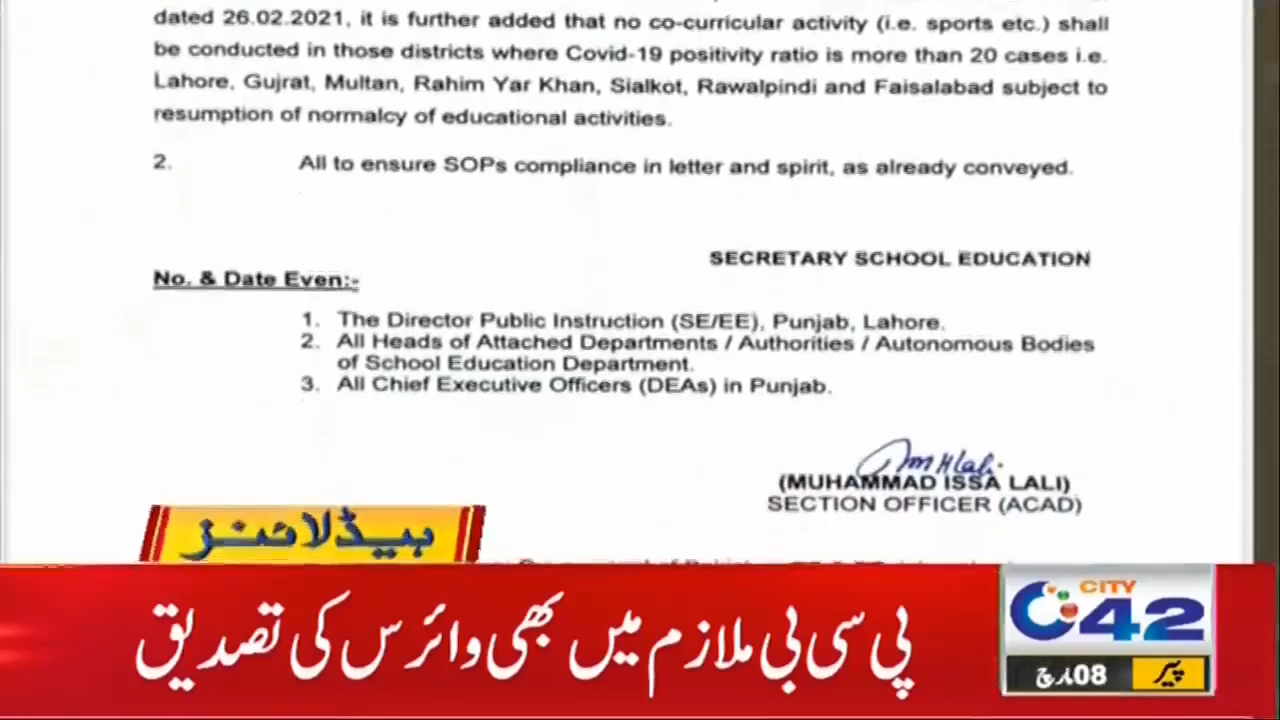 dated 26.02.2021, it is further added that no co-curricular activity (i.e. sports etc.) shall
be conducted in those districts where Covid-19 positivity ratio is more than 20 cases i.e.
Lahore, Gujrat, Multan, Rahim Yar Khan, Sialkot, Rawalpindi and Faisalabad subject to
resumption of normalcy of educational activities.
2. All to ensure SOPs compliance in letter and spirit, as already conveyed.
SECRETARY SCHOOL EDUCATION
No. & Date Even:-
1. The Director Public Instruction (SE/EE), Punjab, Lahore.
2. All Heads of Attached Departments / Authorities / Autonomous Bodies
of School Education Department.
3. All Chief Executive Officers (DEAs) in Punjab.
(MUHAMMAD ISSA LALI)
SECTION OFFICER (ACAD)
ہیڈلائنز
پی سی بی ملازم میں بھی وائرس کی تصدیق
CITY
42
08 مارچ
پیر